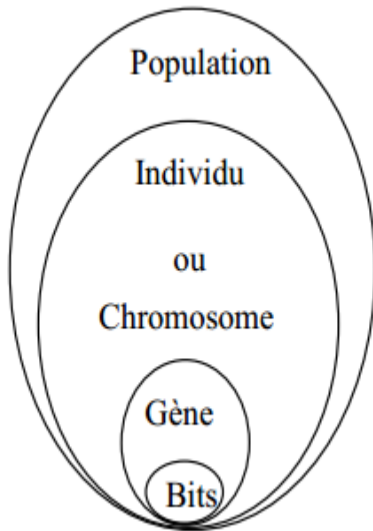 Population
Individu
ou
Chromosome
Gène
Bits